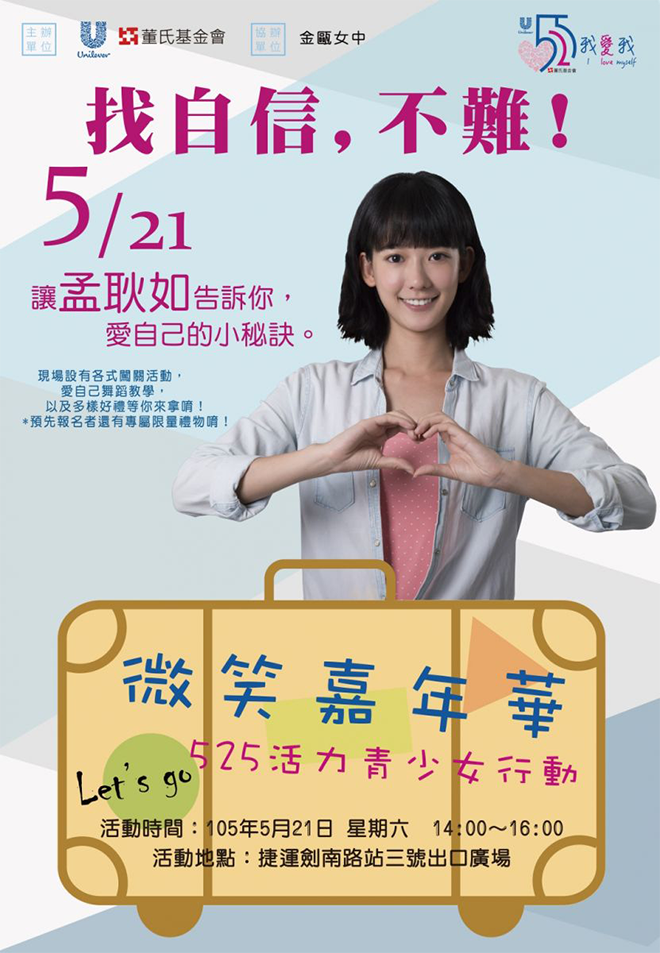 主辦
單位
Unilever
董氏基金會
協辦
單位
金甌女中
525
我愛我
I love myself
Unilever
董氏基金會
找自信，不難！
5/21
讓孟耿如告訴你，
愛自己的小秘訣。
現場設有各式闖關活動，
愛自己舞蹈教學，
以及多樣好禮等你來拿唷！
*預先報名者還有專屬限量禮物唷！
微笑嘉年華
525活力青少女行動
Let's go
活動時間：105年5月21日 星期六 14:00～16:00
活動地點：捷運劍南路站三號出口廣場